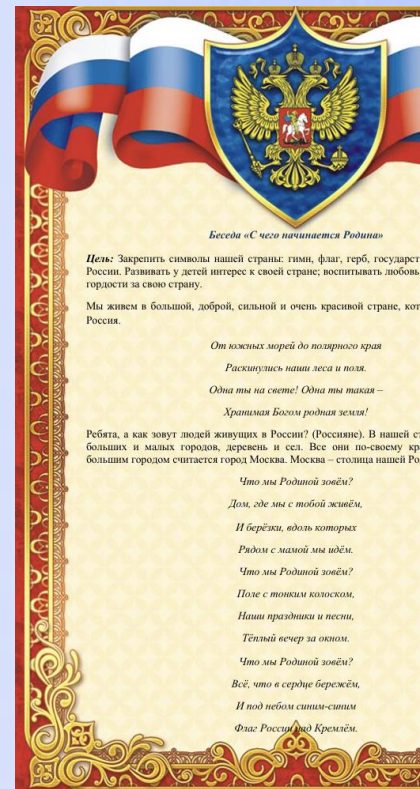 Беседа «С чего начинается Родина»
Цель: Закрепить символы нашей страны: гимн, флаг, герб,
России. Развивать у детей интерес к своей стране; воспитывать любовь
гордости за свою страну.
Мы живем в большой, доброй, сильной и очень красивой стране,
Россия.
От южных морей до полярного края
Раскинулись наши леса и поля.
Одна ты на свете! Одна ты такая –
Хранимая Богом родная земля!
Ребята, а как зовут людей живущих в России? (Россияне). В нашей
больших и малых городов, деревень и сел. Все они по-своему
большим городом считается город Москва. Москва – столица нашей
Что мы Родиной зовём?
Дом, где мы с тобой живём,
И берёзки, вдоль которых
Рядом с мамой мы идём.
Что мы Родиной зовём?
Поле с тонким колоском,
Наши праздники и песни,
Тёплый вечер за окном.
Что мы Родиной зовём?
Всё, что в сердце бережём,
И под небом синим-синим
Флаг России над Кремлём.